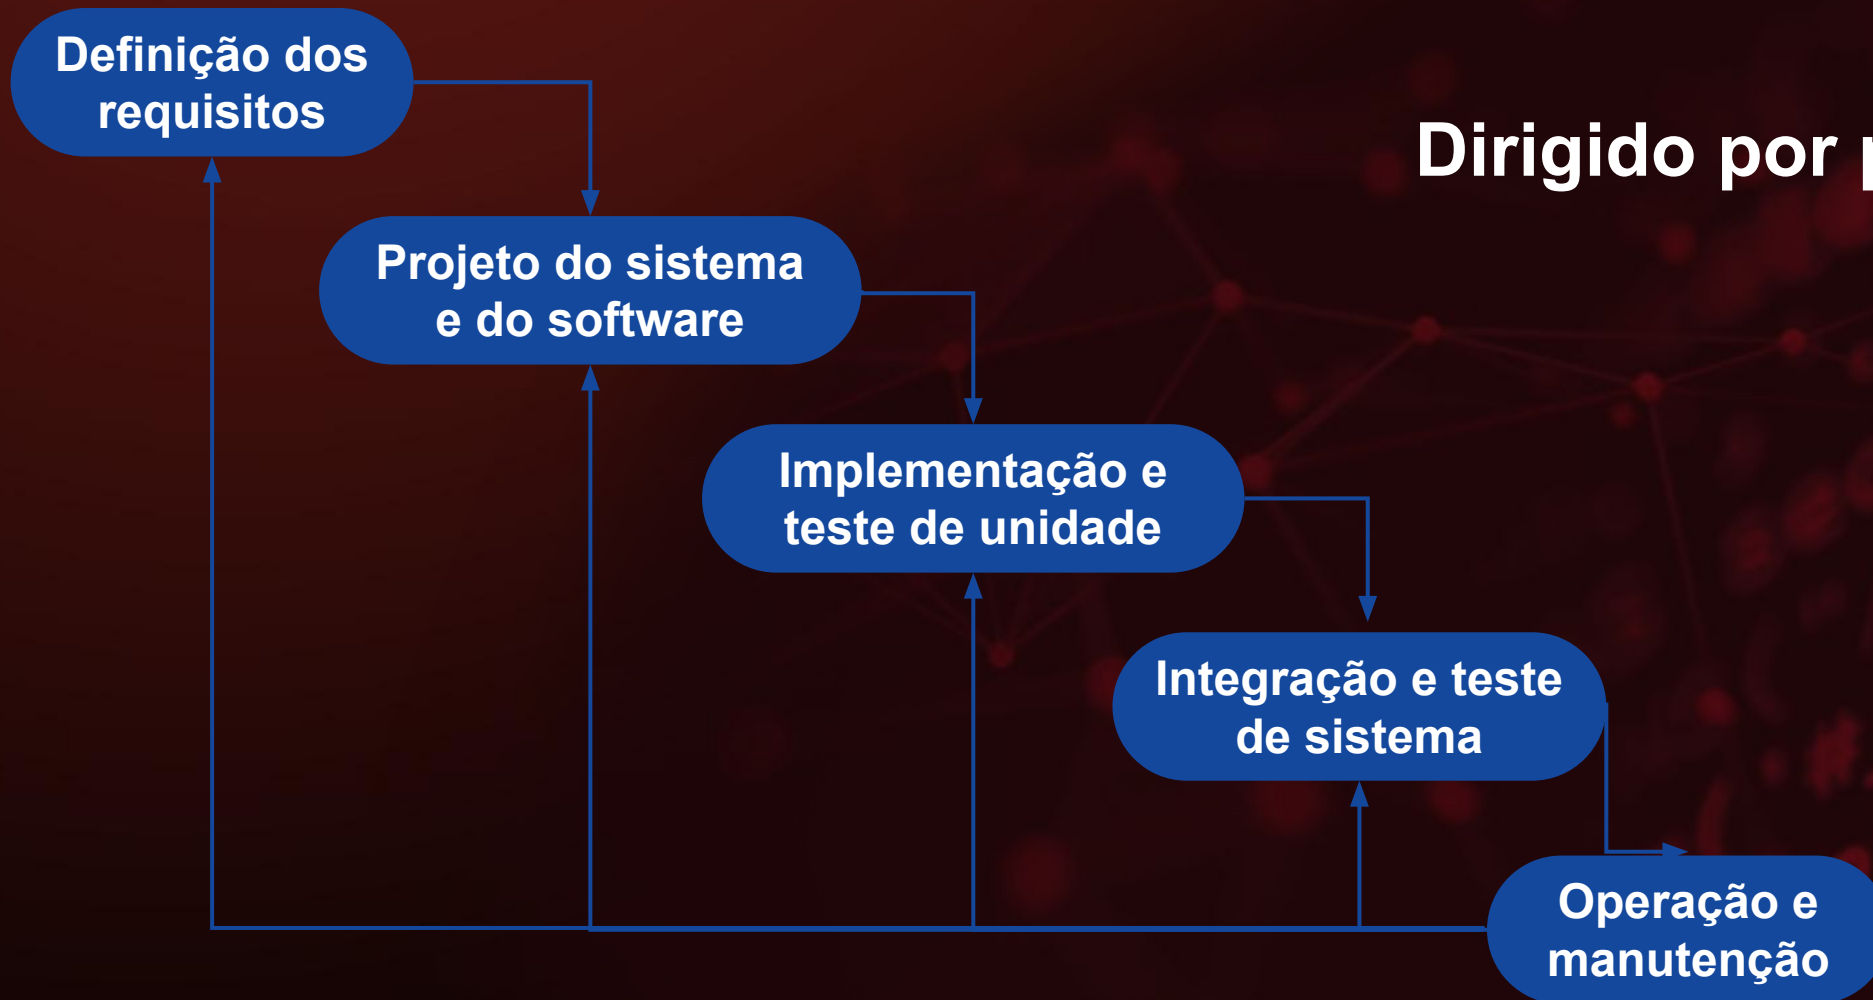 Definição dos
requisitos
Dirigido por
Projeto do sistema
e do software
Implementação e
teste de unidade
Integração e teste
de sistema
Operação e
manutenção